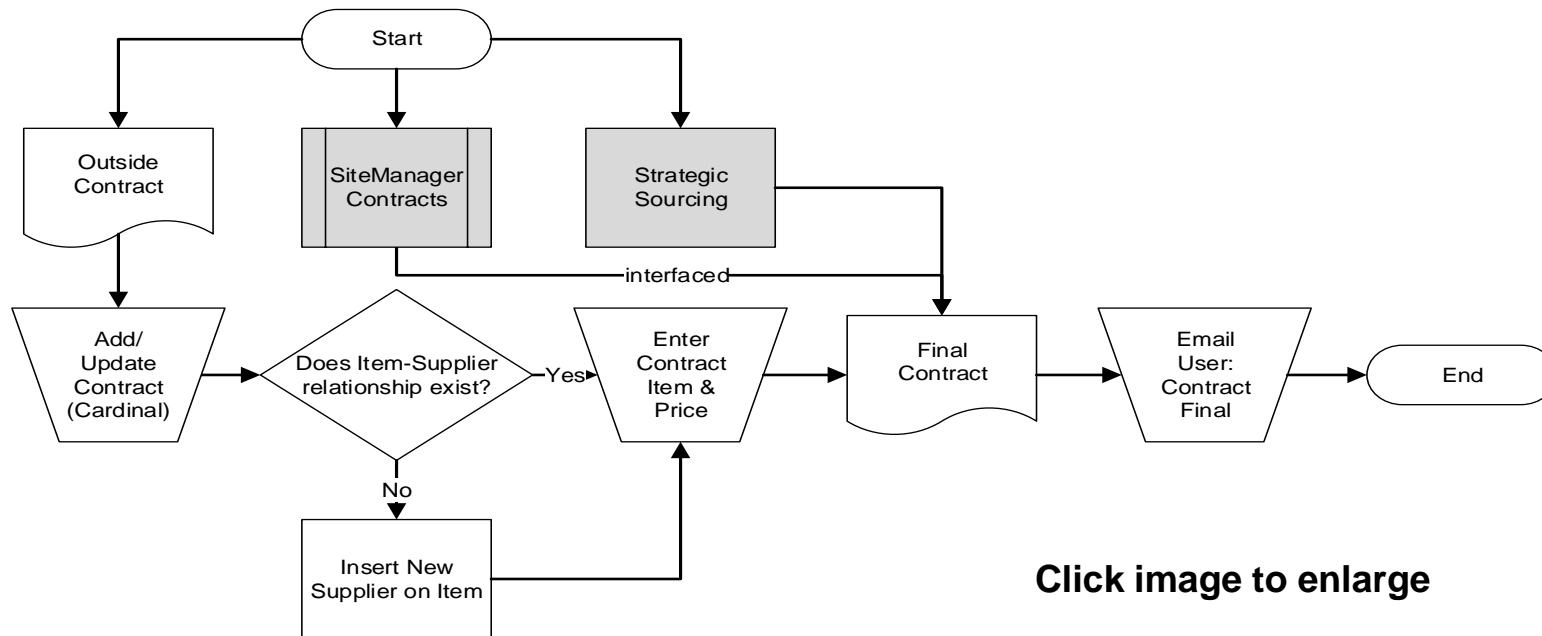 Start
Outside
Contract
SiteManager
Contracts
Strategic
Sourcing
interfaced
Add/
Update
Contract
(Cardinal)
Does Item-Supplier
relationship exist?
Yes
Enter
Contract
Item &
Price
Final
Contract
Email
User:
Contract
Final
End
No
Insert New
Supplier on Item
Click image to enlarge